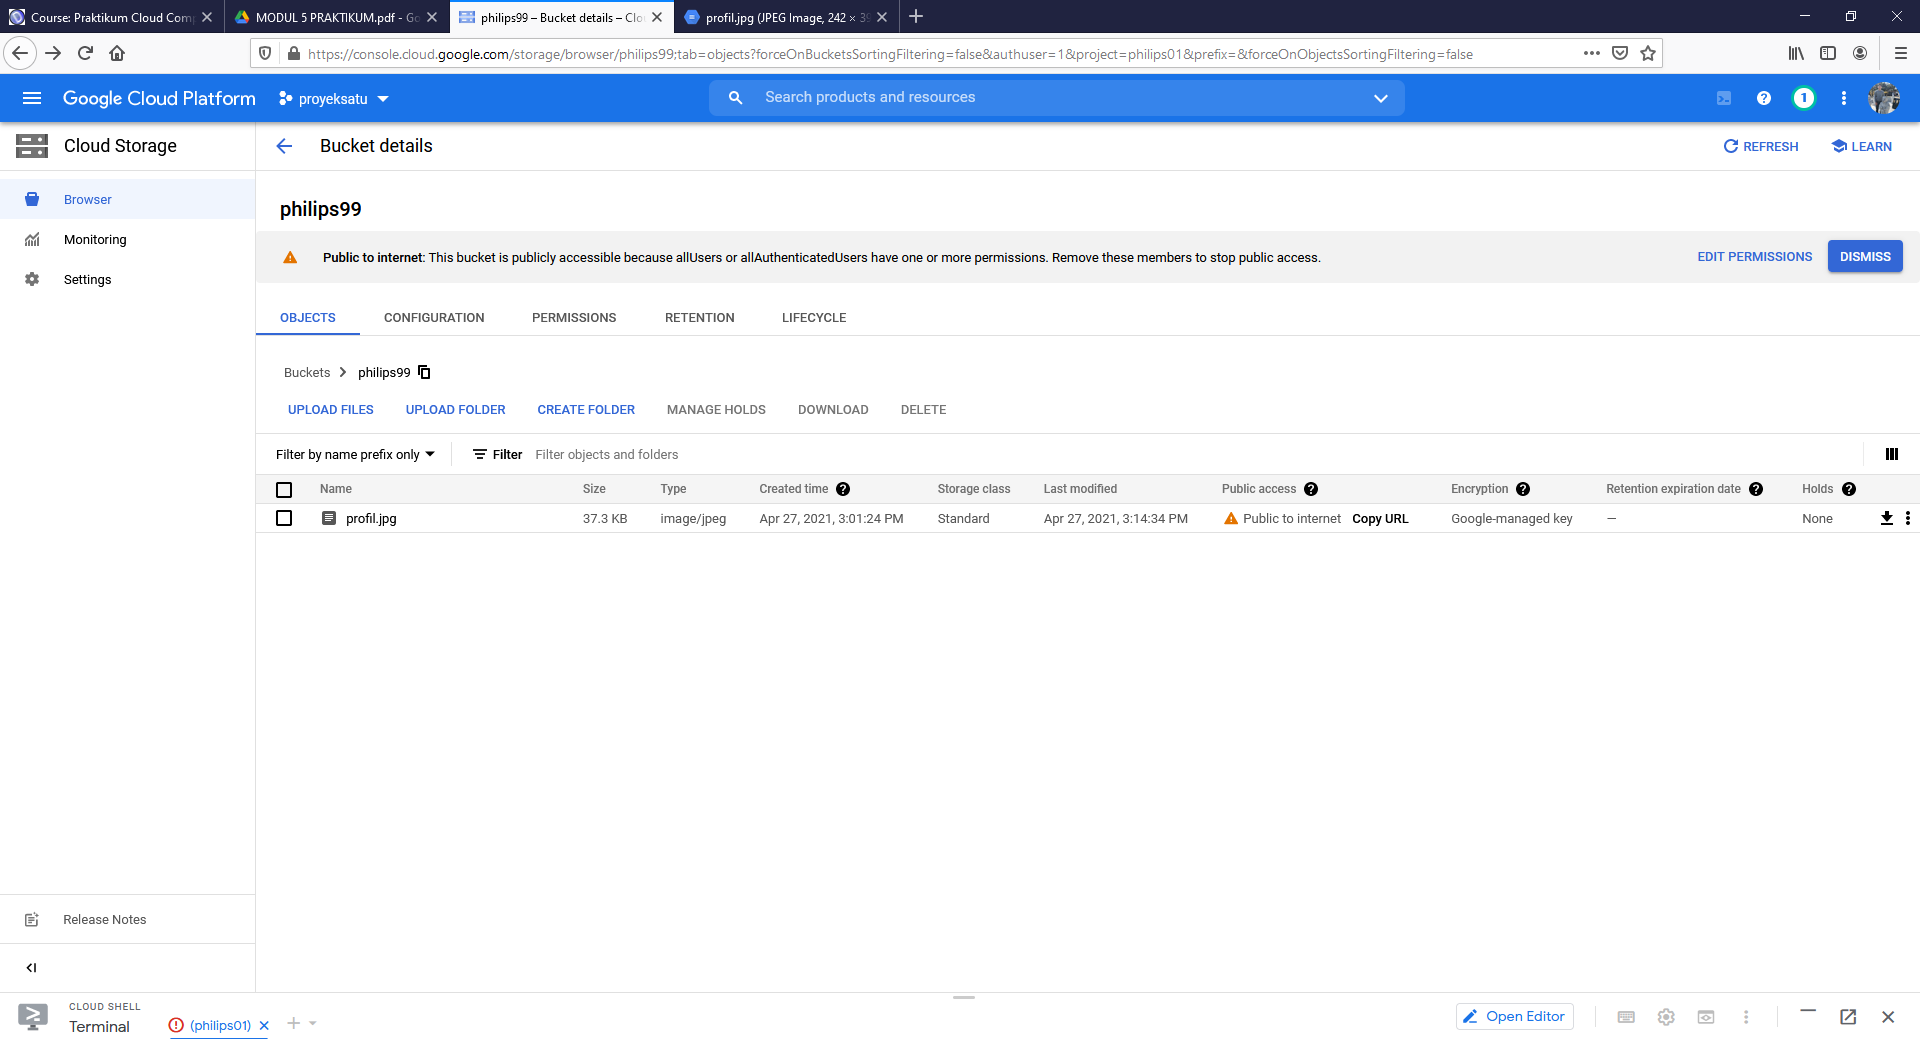 Course: Praktikum Cloud Comp
MODUL 5 PRAKTIKUM.pdf - Go
philips99 – Bucket details – Clo
profil.jpg (JPEG Image, 242 × 39
https://console.cloud.google.com/storage/browser/philips99;tab=objects?forceOnBucketsSortingFiltering=false&authuser=1&project=philips01&prefix=&forceOnObjectsSortingFiltering=false
Google Cloud Platform
proyeksatu
Search products and resources
1
Cloud Storage
Bucket details
REFRESH
LEARN
Browser
Monitoring
Settings
philips99
Public to internet: This bucket is publicly accessible because allUsers or allAuthenticatedUsers have one or more permissions. Remove these members to stop public access.
EDIT PERMISSIONS
DISMISS
OBJECTS CONFIGURATION PERMISSIONS RETENTION LIFECYCLE
Buckets > philips99
UPLOAD FILES UPLOAD FOLDER CREATE FOLDER MANAGE HOLDS DOWNLOAD DELETE
Filter by name prefix only Filter Filter objects and folders
Name Size Type Created time Storage class Last modified Public access Encryption Retention expiration date Holds
profil.jpg 37.3 KB image/jpeg Apr 27, 2021, 3:01:24 PM Standard Apr 27, 2021, 3:14:34 PM Public to internet Copy URL Google-managed key — None
Release Notes
CLOUD SHELL
Terminal
(philips01)
Open Editor